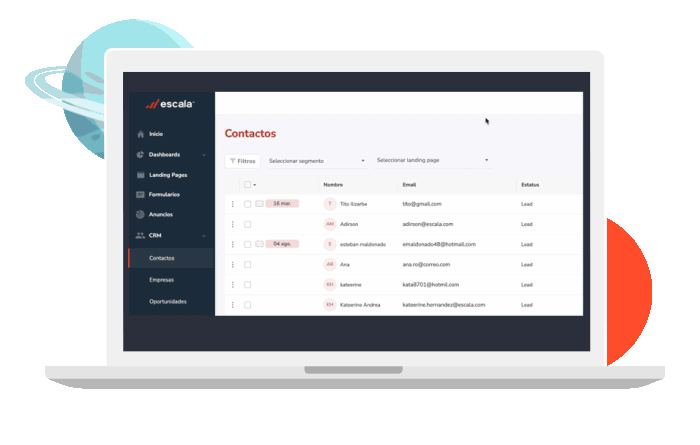 escala
Contactos
Inicio
Filtros
Seleccionar segmento
Seleccionar landing page
Dashboards
Landing Pages
Nombre
Email
Estatus
Formularios
16 mar.
T
Tito Ilizarbe
tito@gmail.com
Lead
Anuncios
AM
Adirson
adirson@escala.com
Lead
CRM
04 ago.
E
esteban maldonado
emaldonado48@hotmail.com
Lead
Contactos
AR
Ana
ana.ro@correo.com
Lead
Empresas
KH
kateerine
kata8701@hotmil.com
Lead
Oportunidades
KH
Kateerine Andrea
kateerine.hernandez@escala.com
Lead